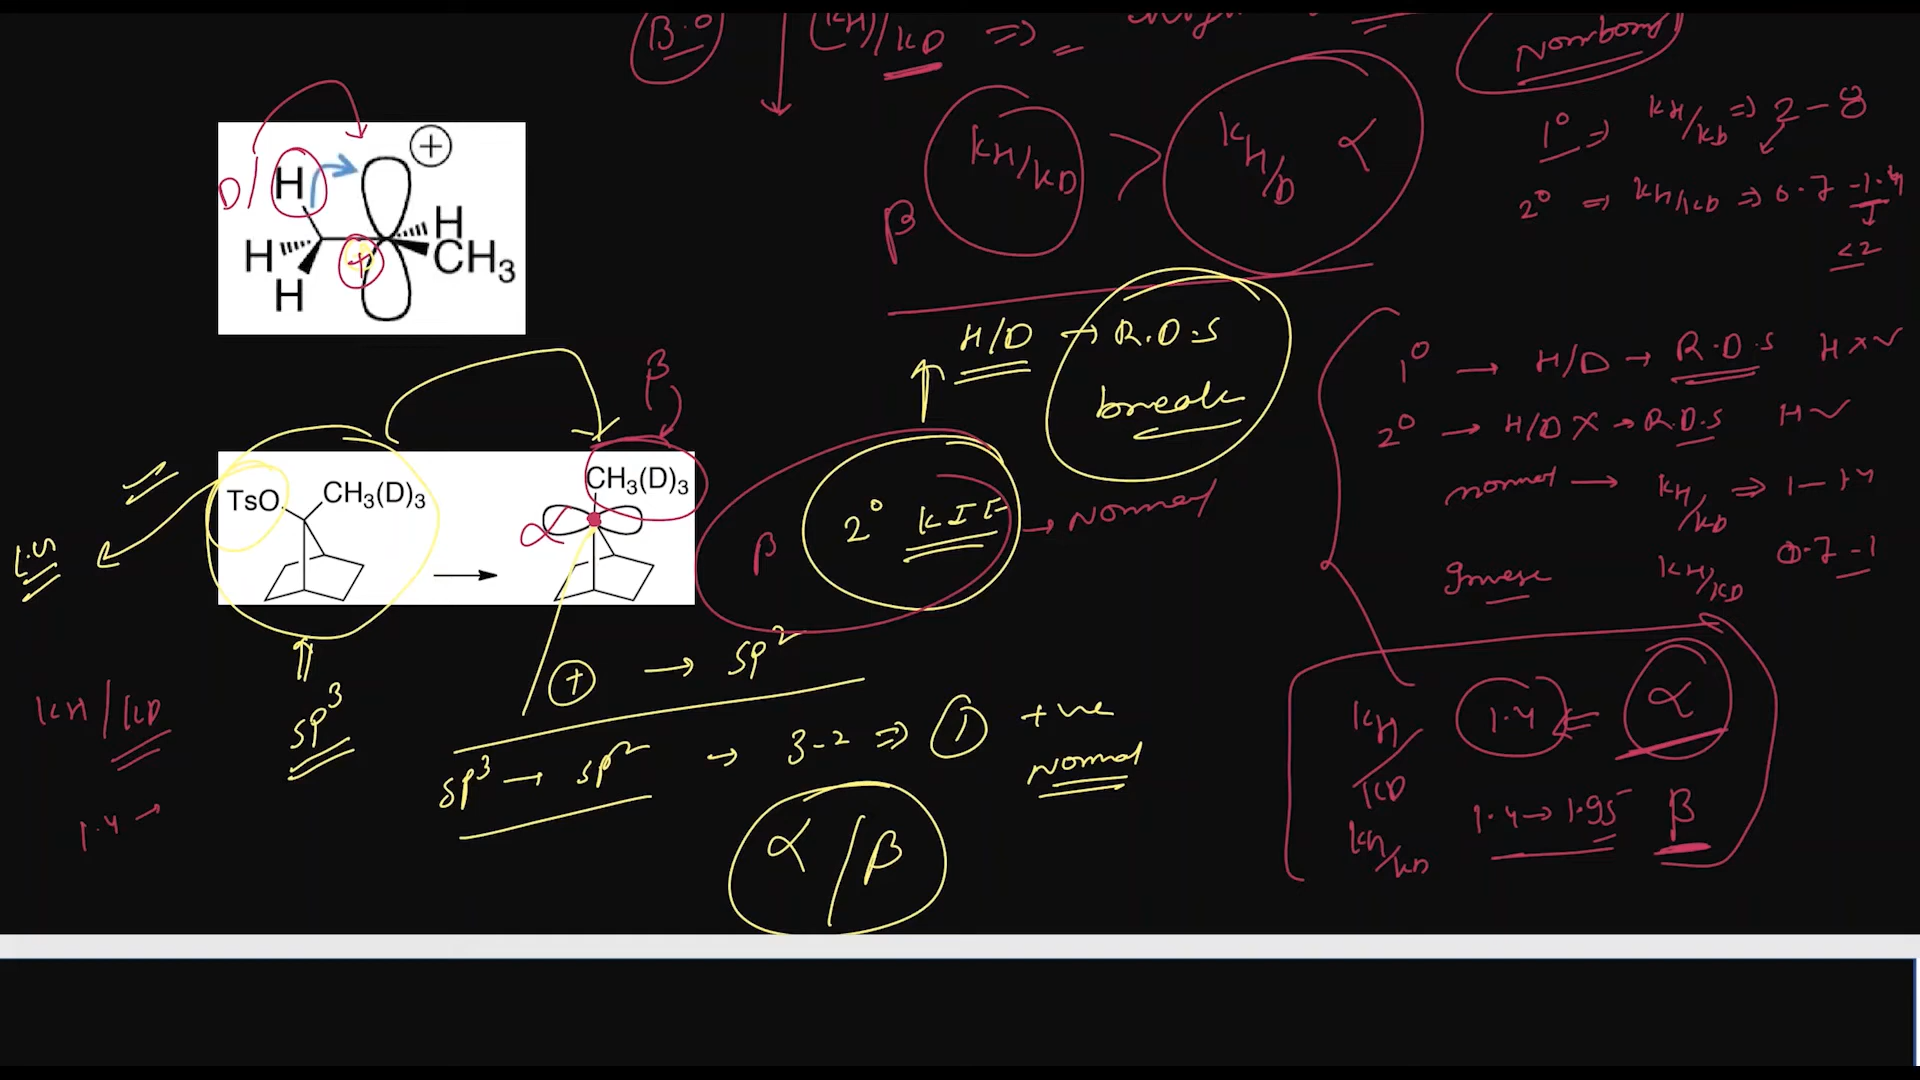 B.O
KD =>
Nonbond
1° => KH/KD => 2-8
2° => KH/KD => 0.7 - 1.4
<2
β KH/KD > KH/D α
D/ H
H
CH3
H
H
+
H/D → R.D.S
break
1° → H/D → R.D.S H x ✓
2° → H/D X → R.D.S H ✓
normal → KH/KD => 1-1.4
KH/KD 0.7-1
β
TsO CH3(D)3
CH3(D)3
α
β 2° KIE → Normal
L.G
+ → SP2
SP3
KH/KD
SP3 → SP2 → 3-2 => 1 +ve
Normal
1.4 →
α/β
KH/KD 1.4 <= α
KH/KD 1.4 → 1.95 β